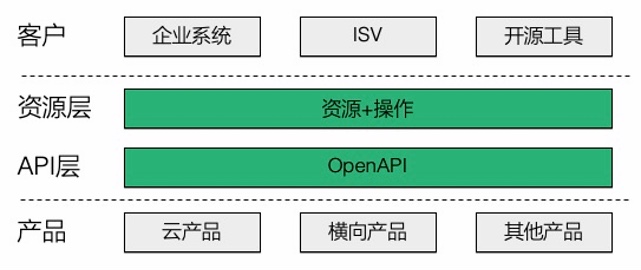 客户 企业系统 ISV 开源工具
资源层 资源+操作
API层 OpenAPI
产品 云产品 横向产品 其他产品